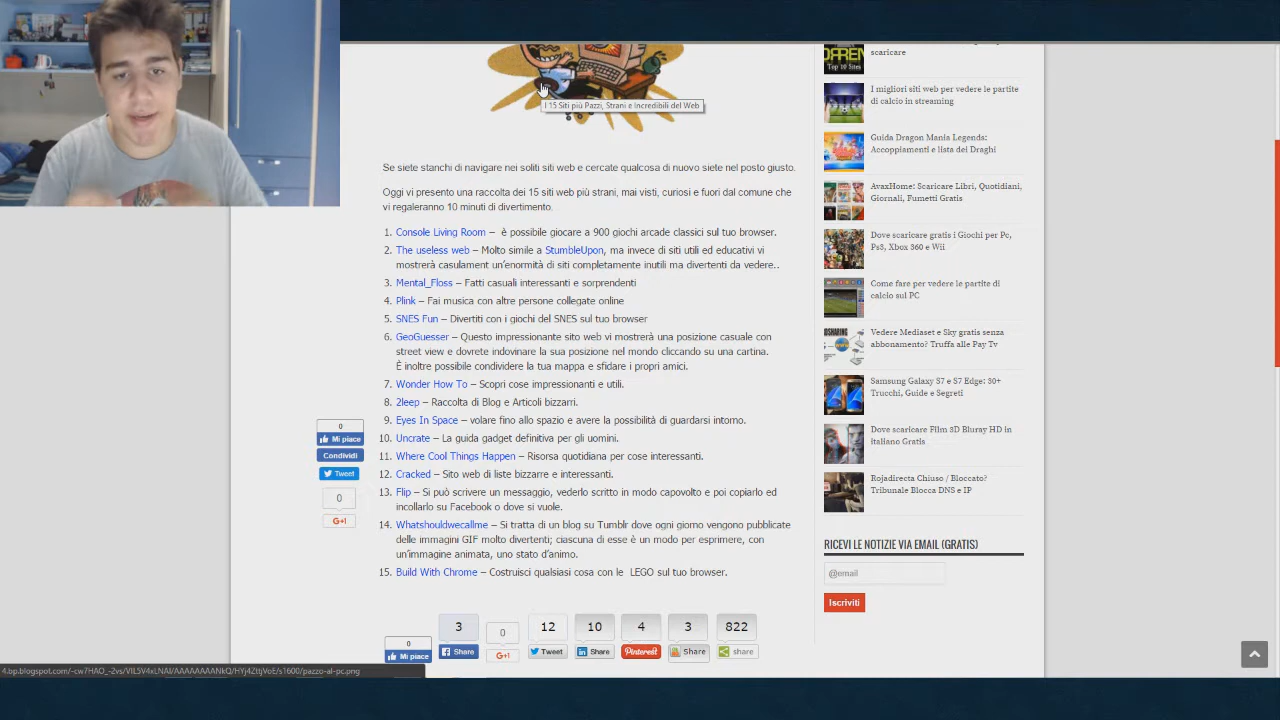 I 15 Siti più Pazzi, Strani e Incredibili del Web
Se siete stanchi di navigare nei soliti siti web e cercate qualcosa di nuovo siete nel posto giusto.
Oggi vi presento una raccolta dei 15 siti web più strani, mai visti, curiosi e fuori dal comune che
vi regaleranno 10 minuti di divertimento.
1. Console Living Room – è possibile giocare a 900 giochi arcade classici sul tuo browser.
2. The useless web – Molto simile a StumbleUpon, ma invece di siti utili ed educativi vi
mostrerà casulament un'enormità di siti completamente inutili ma divertenti da vedere..
3. Mental_Floss – Fatti casuali interessanti e sorprendenti
4. Plink – Fai musica con altre persone collegate online
5. SNES Fun – Divertiti con i giochi del SNES sul tuo browser
6. GeoGuesser – Questo impressionante sito web vi mostrerà una posizione casuale con
street view e dovrete indovinare la sua posizione nel mondo cliccando su una cartina.
È inoltre possibile condividere la tua mappa e sfidare i propri amici.
7. Wonder How To – Scopri cose impressionanti e utili.
8. 2leep – Raccolta di Blog e Articoli bizzarri.
9. Eyes In Space – volare fino allo spazio e avere la possibilità di guardarsi intorno.
10. Uncrate – La guida gadget definitiva per gli uomini.
11. Where Cool Things Happen – Risorsa quotidiana per cose interessanti.
12. Cracked – Sito web di liste bizzarre e interessanti.
13. Flip – Si può scrivere un messaggio, vederlo scritto in modo capovolto e poi copiarlo ed
incollarlo su Facebook o dove si vuole.
14. Whatshouldwecallme – Si tratta di un blog su Tumblr dove ogni giorno vengono pubblicate
delle immagini GIF molto divertenti; ciascuna di esse è un modo per esprimere, con
un'immagine animata, uno stato d'animo.
15. Build With Chrome – Costruisci qualsiasi cosa con le LEGO sul tuo browser.
0
Mi piace
Condividi
Tweet
0
G+1
3 0 12 10 4 3 822
0
Mi piace Share G+1 Tweet Share Pinterest Share share
Top 10 Sites
scaricare
I migliori siti web per vedere le partite
di calcio in streaming
Guida Dragon Mania Legends:
Accoppiamenti e lista dei Draghi
AvaxHome: Scaricare Libri, Quotidiani,
Giornali, Fumetti Gratis
Dove scaricare gratis i Giochi per Pc,
Ps3, Xbox 360 e Wii
Come fare per vedere le partite di
calcio sul PC
Vedere Mediaset e Sky gratis senza
abbonamento? Truffa alle Pay Tv
Samsung Galaxy S7 e S7 Edge: 30+
Trucchi, Guide e Segreti
Dove scaricare Film 3D Bluray HD in
italiano Gratis
Rojadirecta Chiuso / Bloccato?
Tribunale Blocca DNS e IP
RICEVI LE NOTIZIE VIA EMAIL (GRATIS)
@email
Iscriviti